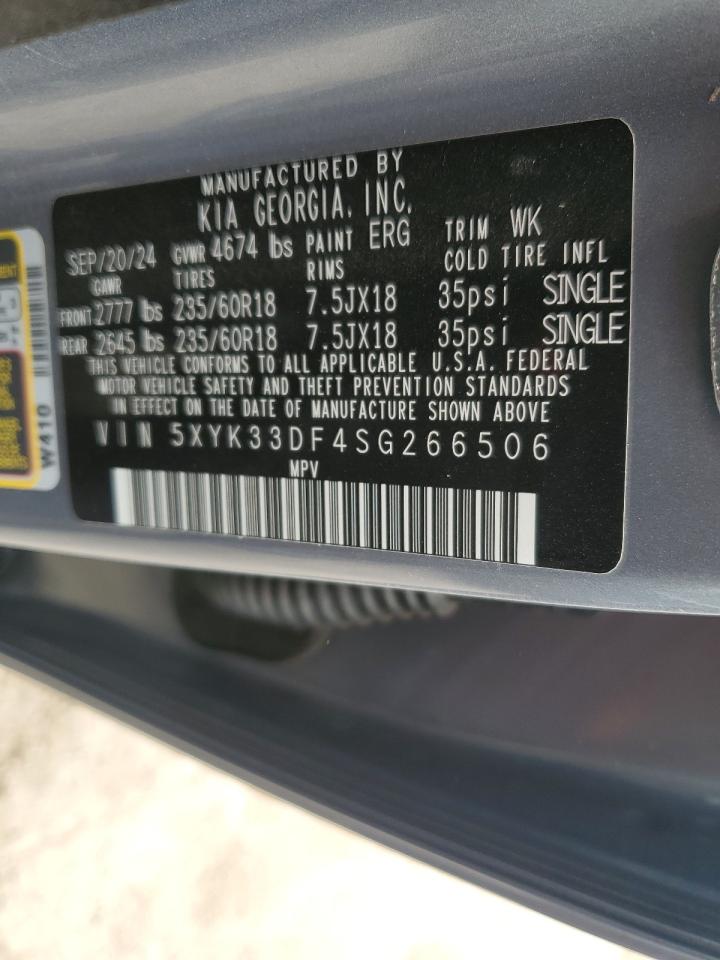 MANUFACTURED BY
KIA GEORGIA, INC.
SEP/20/24 GVWR 4674 lbs PAINT ERG TRIM WK
GAWR TIRES RIMS COLD TIRE INFL
FRONT 2777 lbs 235/60R18 7.5JX18 35psi SINGLE
REAR 2645 lbs 235/60R18 7.5JX18 35psi SINGLE
THIS VEHICLE CONFORMS TO ALL APPLICABLE U.S.A. FEDERAL
MOTOR VEHICLE SAFETY AND THEFT PREVENTION STANDARDS
IN EFFECT ON THE DATE OF MANUFACTURE SHOWN ABOVE
VIN 5XYK33DF4SG266506
MPV
W410